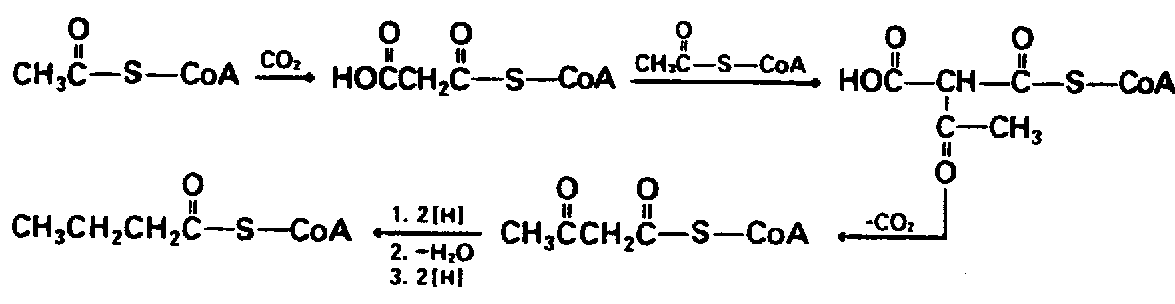 CH₃C(=O)—S—CoA —CO₂→ HOC(=O)CH₂C(=O)—S—CoA —CH₃C(=O)—S—CoA→ HOC(=O)—CH—C(=O)—S—CoA
C—CH₃
O
CH₃CH₂CH₂C(=O)—S—CoA ← 1. 2[H] CH₃C(=O)CH₂C(=O)—S—CoA ← -CO₂
2. -H₂O
3. 2[H]